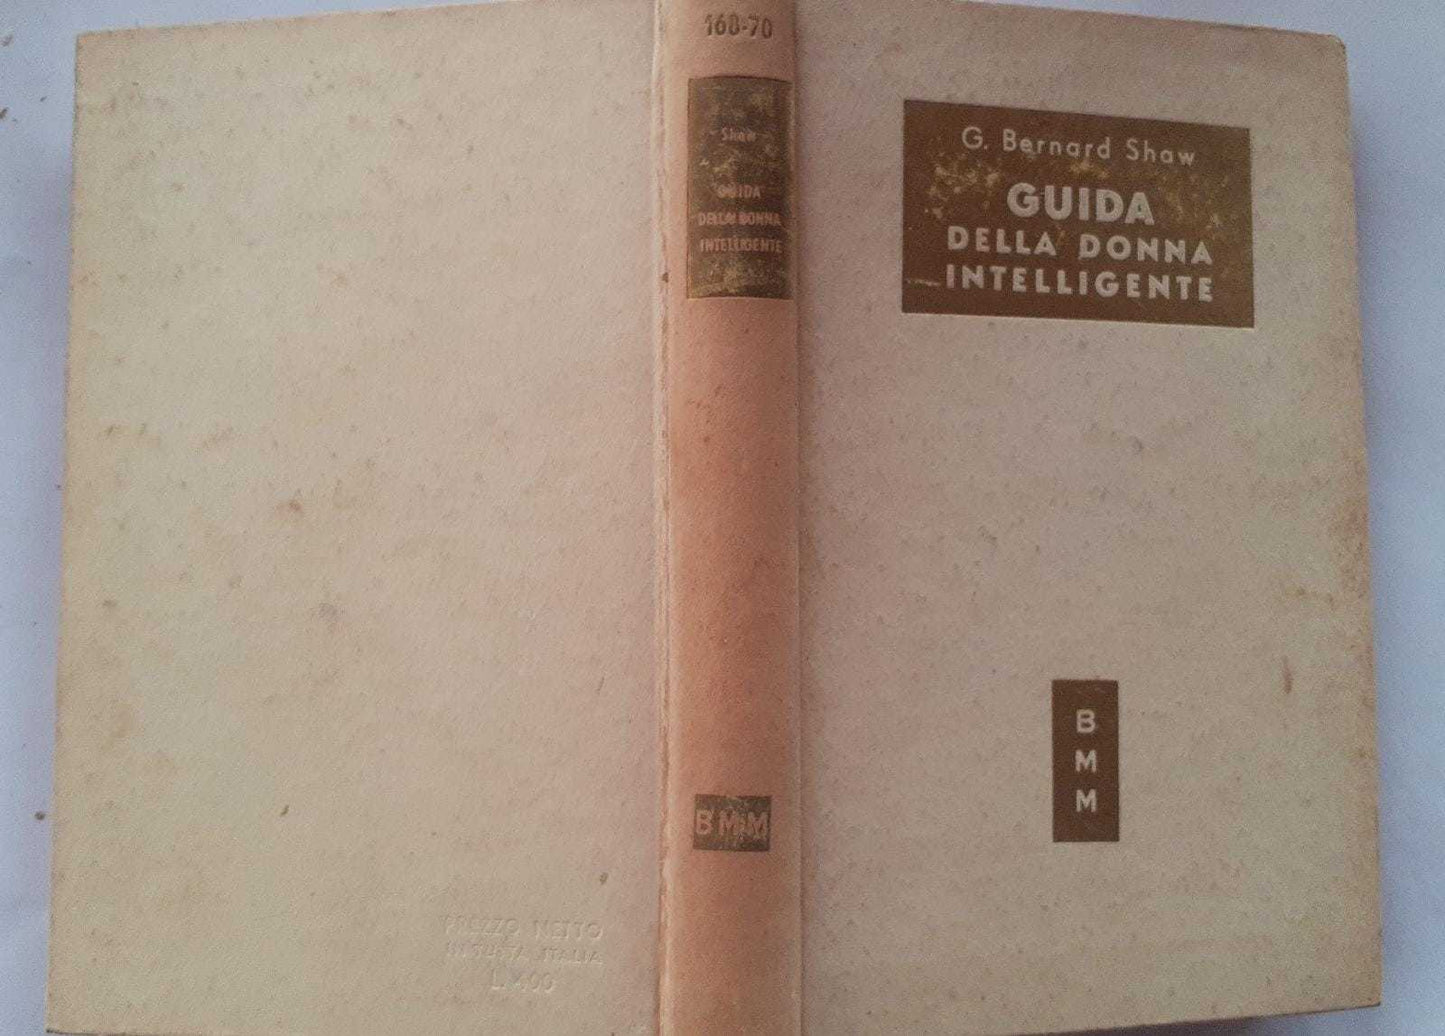 168-70
Shaw
GUIDA
DELLA DONNA
INTELLIGENTE
BMM
G. Bernard Shaw
GUIDA
DELLA DONNA
INTELLIGENTE
B
M
M
PREZZO NETTO
IN TUTTA ITALIA
L.